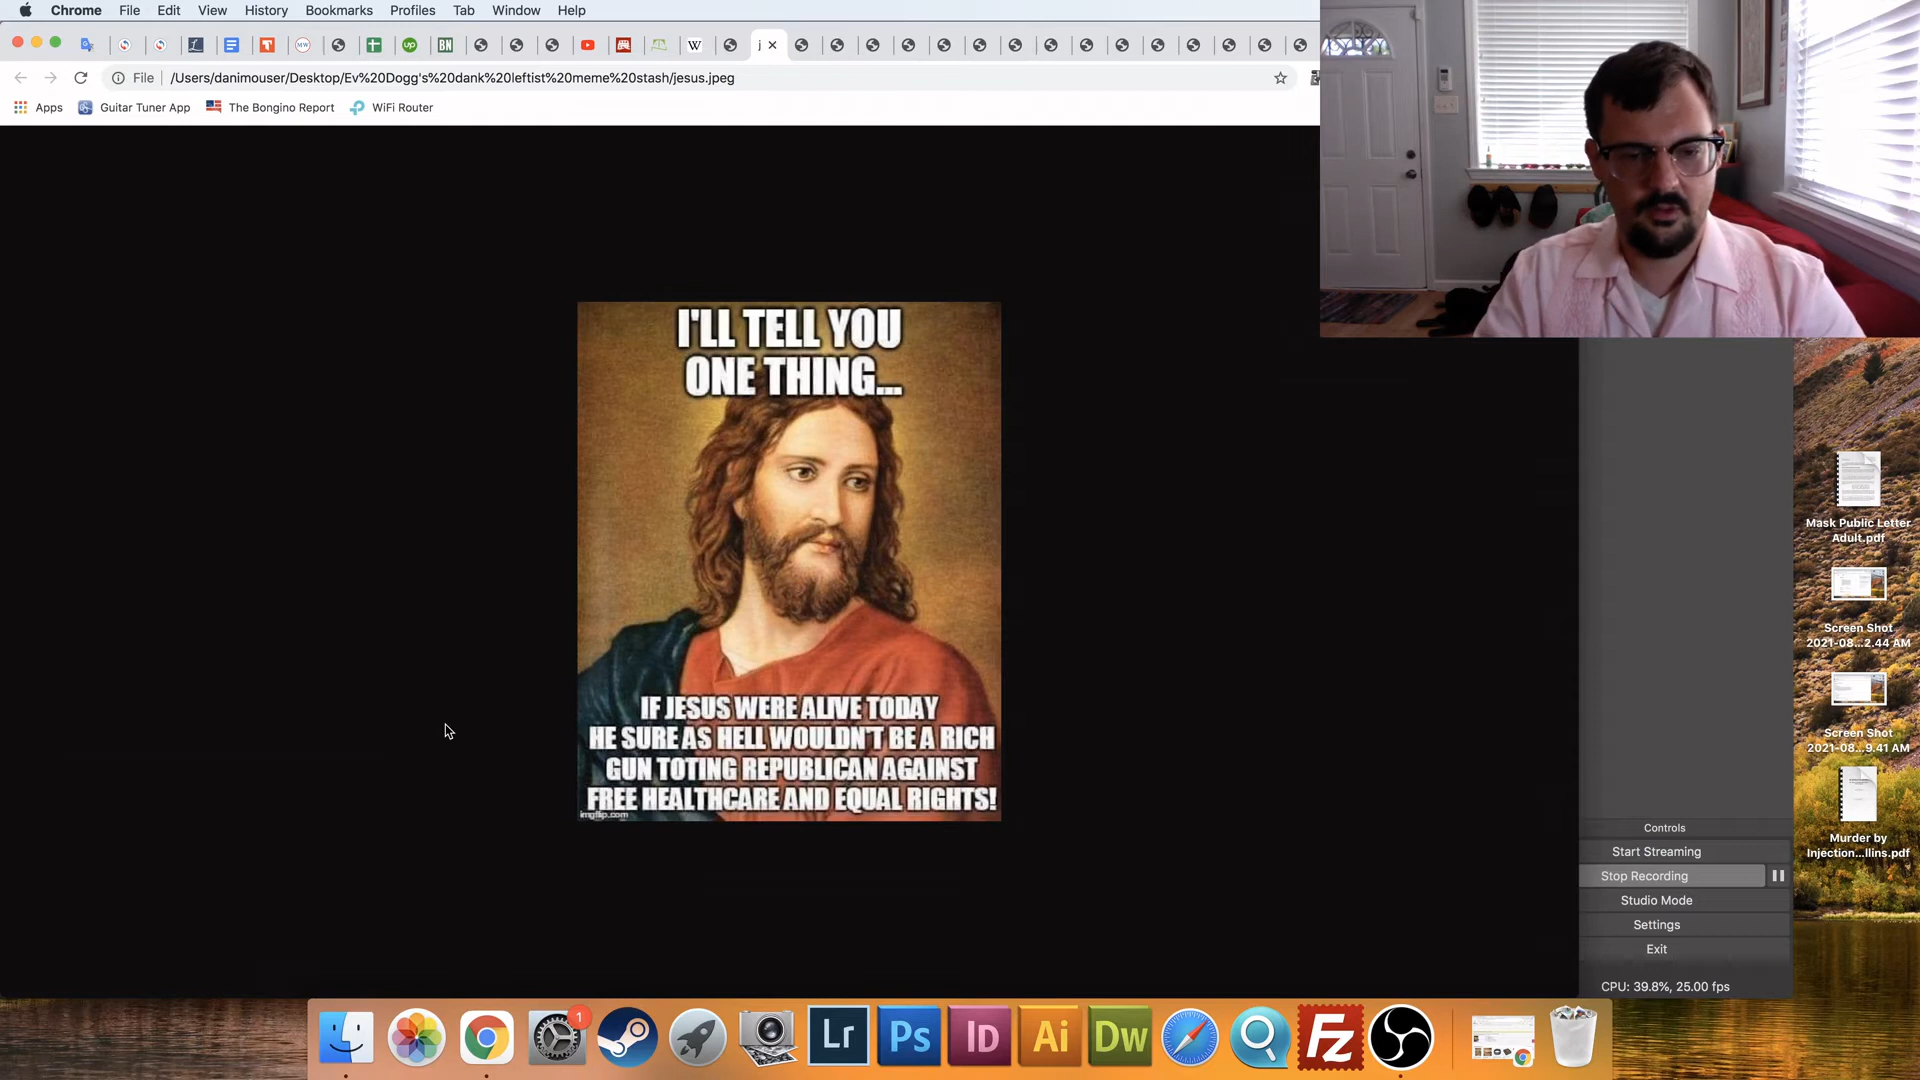 Chrome File Edit View History Bookmarks Profiles Tab Window Help
j
File /Users/danimouser/Desktop/Ev%20Dogg's%20dank%20leftist%20meme%20stash/jesus.jpeg
Apps Guitar Tuner App The Bongino Report WiFi Router
I'LL TELL YOU
ONE THING...
IF JESUS WERE ALIVE TODAY
HE SURE AS HELL WOULDN'T BE A RICH
GUN TOTING REPUBLICAN AGAINST
FREE HEALTHCARE AND EQUAL RIGHTS!
imgflip.com
Mask Public Letter
Adult.pdf
Screen Shot
2021-08...2.44 AM
Screen Shot
2021-08...9.41 AM
Murder by
Injection...llins.pdf
Controls
Start Streaming
Stop Recording
Studio Mode
Settings
Exit
CPU: 39.8%, 25.00 fps
1
Lr
Ps
ID
Ai
Dw
Fz